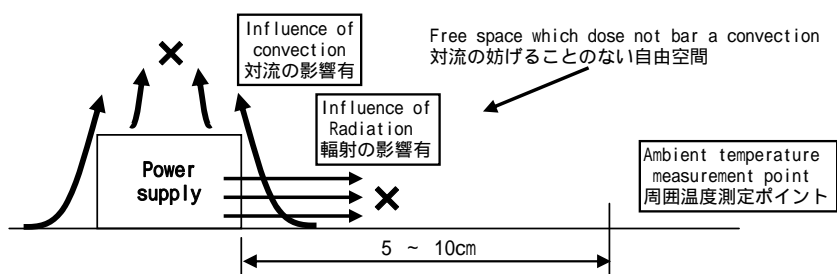 Influence of
convection
対流の影響有
Free space which dose not bar a convection
対流の妨げることのない自由空間
Influence of
Radiation
輻射の影響有
Power
supply
Ambient temperature
measurement point
周囲温度測定ポイント
5 ~ 10cm